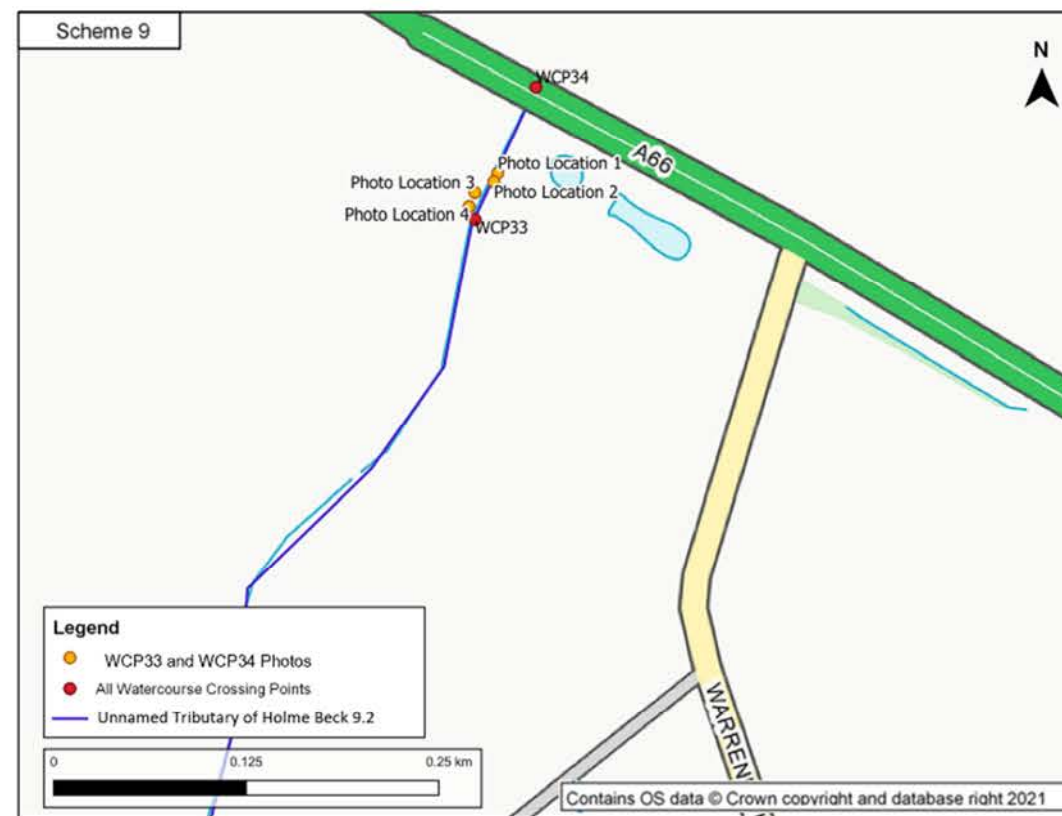 Scheme 9
N
WCP34
A66
Photo Location 1
Photo Location 3
Photo Location 2
Photo Location 4
WCP33
Legend
WCP33 and WCP34 Photos
All Watercourse Crossing Points
Unnamed Tributary of Holme Beck 9.2
WARREN
0 0.125 0.25 km
Contains OS data © Crown copyright and database right 2021